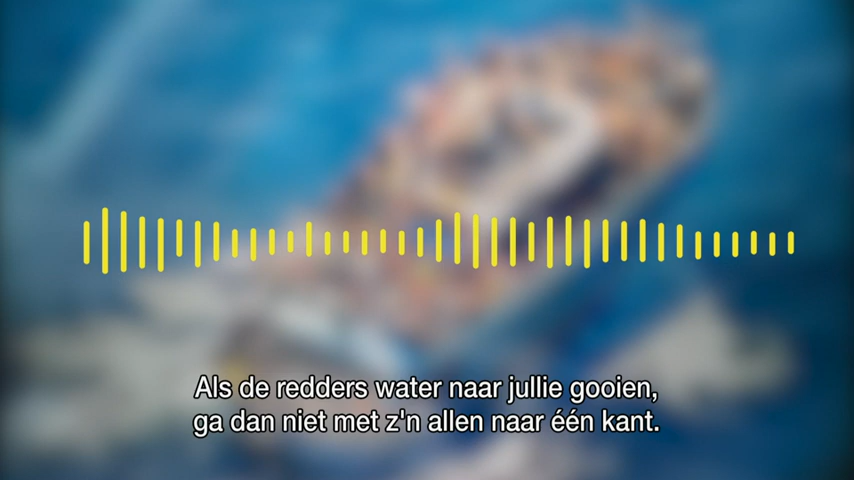 Als de redders water naar jullie gooien,
ga dan niet met z'n allen naar één kant.